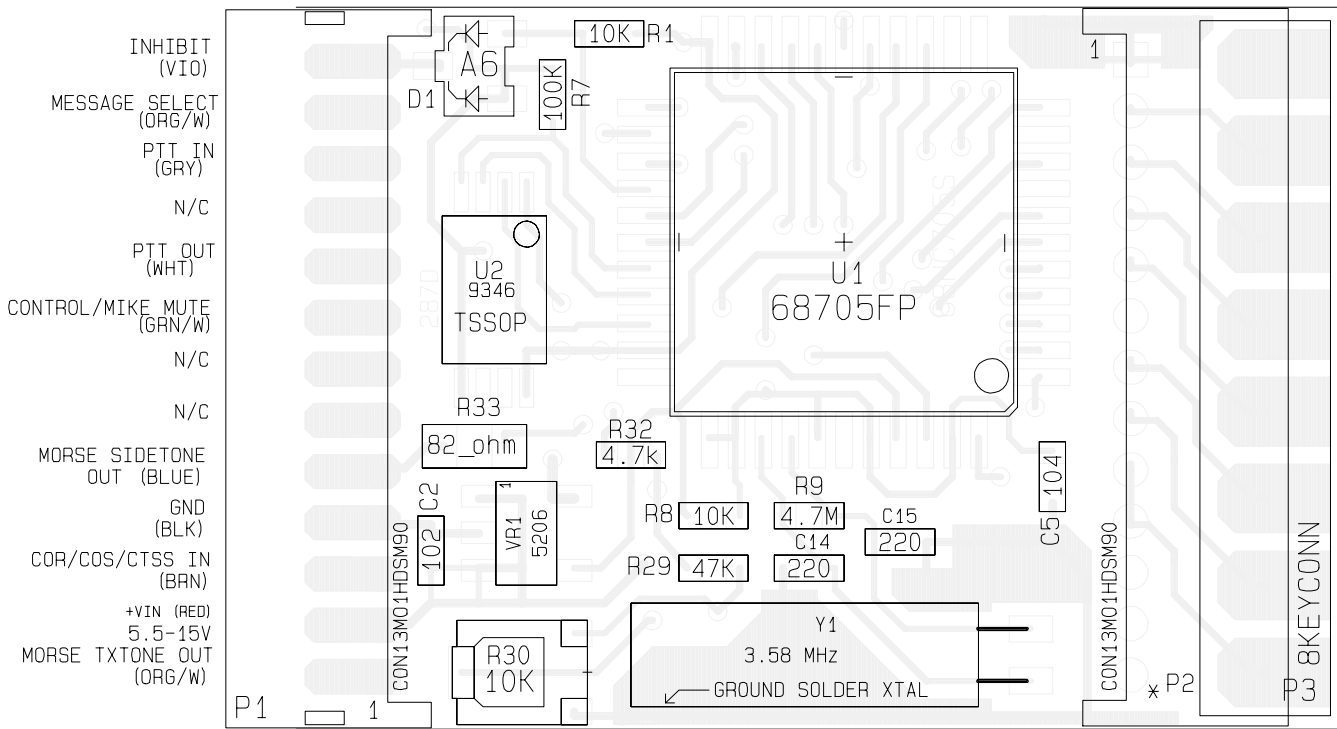 INHIBIT
(VIO)
MESSAGE SELECT
(ORG/W)
PTT IN
(GRY)
N/C
PTT OUT
(WHT)
CONTROL/MIKE MUTE
(GRN/W)
N/C
N/C
MORSE SIDETONE
OUT (BLUE)
GND
(BLK)
COR/COS/CTSS IN
(BRN)
+VIN (RED)
5.5-15V
MORSE TXTONE OUT
(ORG/W)
P1
1
CON13MO1HDSM90
A6
D1
10K R1
100K
R7
U2
9346
TSSOP
2870
U1
68705FP
R33
82_ohm
R32
4.7k
C2
102
1
VR1
5206
R8 10K
R9
4.7M
C15
220
R29 47K
C14
220
C5
104
R30
10K
Y1
3.58 MHz
GROUND SOLDER XTAL
1
CON13MO1HDSM90
* P2
8KEYCONN
P3